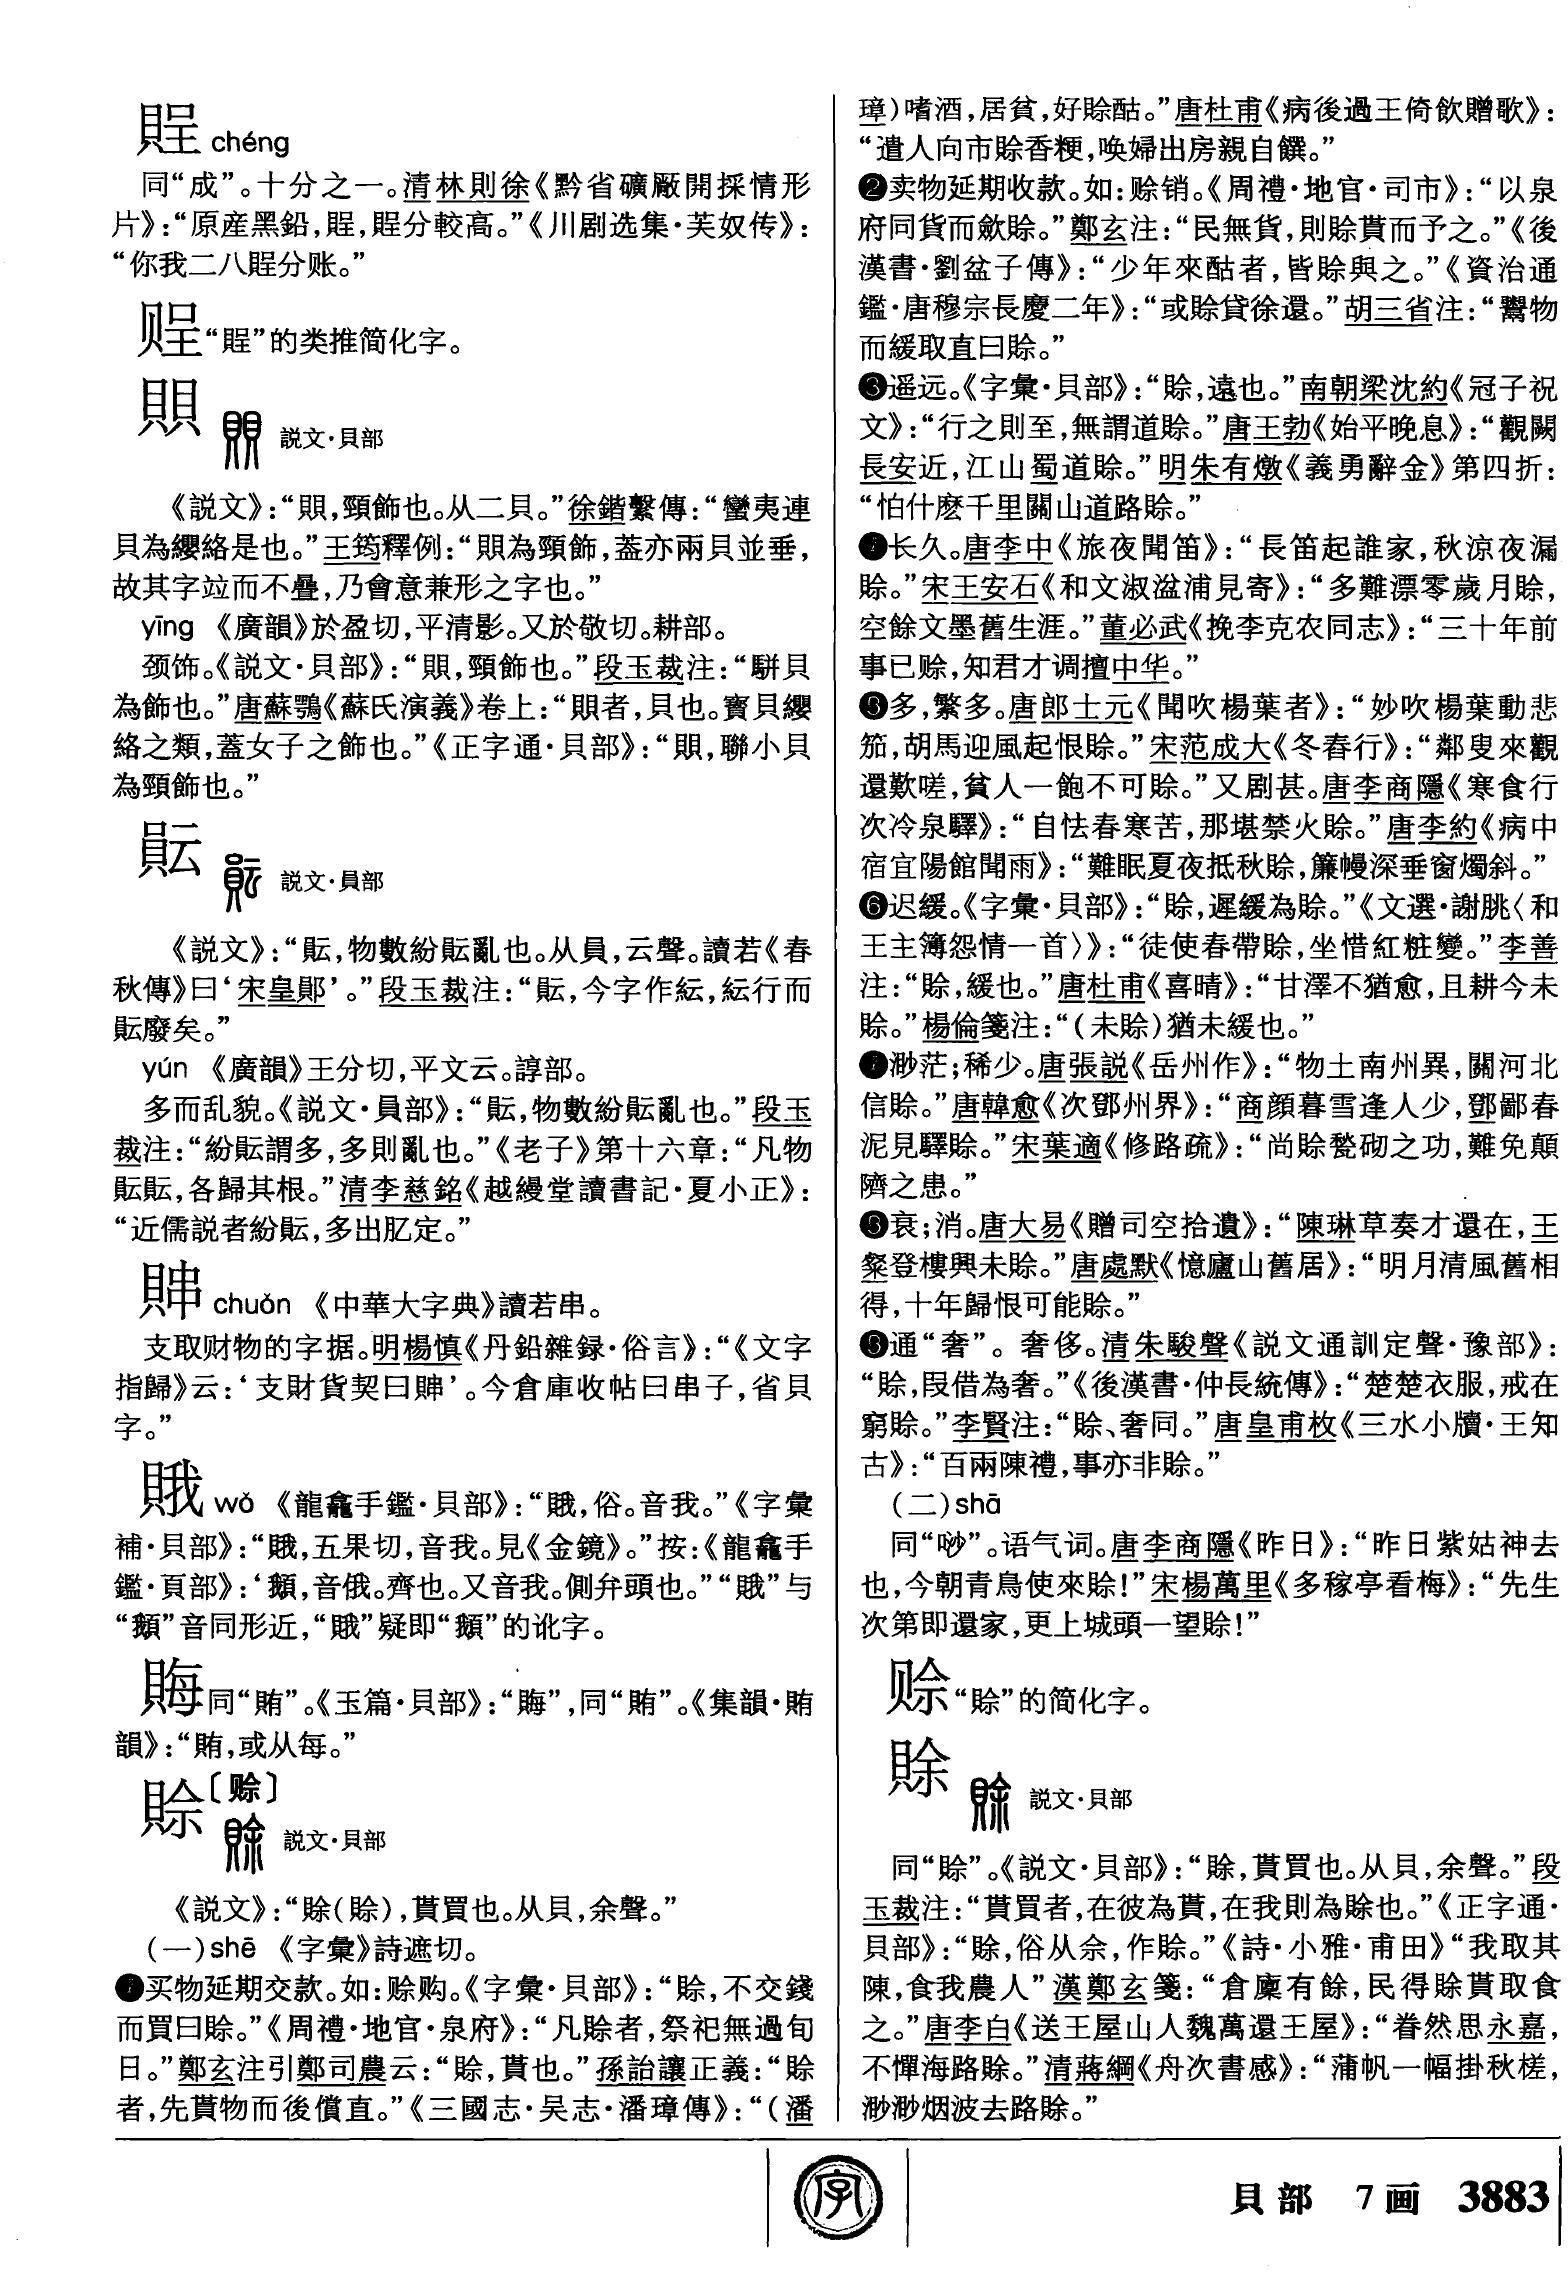 䞇 chéng
同“成”。十分之一。清林則徐《黔省礦厰開採情形
片》：“原産黑鉛，䞇，䞇分較高。”《川剧选集·芙奴传》：
“你我二八䞇分账。”
“䞇”的类推简化字。
賏 説文·貝部
《説文》：“賏，頸飾也。从二貝。”徐鍇繫傳：“蠻夷連
貝為纓絡是也。”王筠釋例：“賏為頸飾，蓋亦兩貝並垂，
故其字竝而不疊，乃會意兼形之字也。”
yīng 《廣韻》於盈切，平清影。又於敬切。耕部。
颈饰。《説文·貝部》：“賏，頸飾也。”段玉裁注：“駢貝
為飾也。”唐蘇鶚《蘇氏演義》卷上：“賏者，貝也。寶貝纓
絡之類，蓋女子之飾也。”《正字通·貝部》：“賏，聯小貝
為頸飾也。”
䫟 説文·員部
《説文》：“䫟，物數紛䫟亂也。从員，云聲。讀若《春
秋傳》曰‘宋皇鄖’。”段玉裁注：“䫟，今字作紜，紜行而
䫟廢矣。”
yún 《廣韻》王分切，平文云。諄部。
多而乱貌。《説文·員部》：“䫟，物數紛䫟亂也。”段玉
裁注：“紛䫟謂多，多則亂也。”《老子》第十六章：“凡物
䫟䫟，各歸其根。”清李慈銘《越縵堂讀書記·夏小正》：
“近儒説者紛䫟，多出肊定。”
賗 chuǒn 《中華大字典》讀若串。
支取财物的字据。明楊慎《丹鉛雜録·俗言》：“《文字
指歸》云：‘支財貨契曰賗’。今倉庫收帖曰串子，省貝
字。”
䞲 wǒ 《龍龕手鑑·貝部》：“䞲，俗。音我。”《字彙
補·貝部》：“䞲，五果切，音我。見《金鏡》。”按：《龍龕手
鑑·頁部》：‘䫑，音俄。齊也。又音我。側弁頭也。”“䞲”与
“䫑”音同形近，“䞲”疑即“䫑”的讹字。
䝨同“賄”。《玉篇·貝部》：“䝨”，同“賄”。《集韻·賄
韻》：“賄，或从每。”
賒〔赊〕 説文·貝部
《説文》：“賖（賒），貰買也。从貝，余聲。”
（一）shē 《字彙》詩遮切。
❶买物延期交款。如：赊购。《字彙·貝部》：“賒，不交錢
而買曰賒。”《周禮·地官·泉府》：“凡賒者，祭祀無過旬
日。”鄭玄注引鄭司農云：“賒，貰也。”孫詒讓正義：“賒
者，先貰物而後償直。”《三國志·吴志·潘璋傳》：“（潘
璋）嗜酒，居貧，好賒酤。”唐杜甫《病後過王倚飲贈歌》：
“遣人向市賒香粳，唤婦出房親自饌。”
❷卖物延期收款。如：赊销。《周禮·地官·司市》：“以泉
府同貨而斂賒。”鄭玄注：“民無貨，則賒貰而予之。”《後
漢書·劉盆子傳》：“少年來酤者，皆賒與之。”《資治通
鑑·唐穆宗長慶二年》：“或賒貸徐還。”胡三省注：“鬻物
而緩取直曰賒。”
❸遥远。《字彙·貝部》：“賒，遠也。”南朝梁沈約《冠子祝
文》：“行之則至，無謂道賒。”唐王勃《始平晚息》：“觀闕
長安近，江山蜀道賒。”明朱有燉《義勇辭金》第四折：
“怕什麽千里關山道路賒。”
❹长久。唐李中《旅夜聞笛》：“長笛起誰家，秋涼夜漏
賒。”宋王安石《和文淑湓浦見寄》：“多難漂零歲月賒，
空餘文墨舊生涯。”董必武《挽李克农同志》：“三十年前
事已赊，知君才调擅中华。”
❺多，繁多。唐郎士元《聞吹楊葉者》：“妙吹楊葉動悲
笳，胡馬迎風起恨賒。”宋范成大《冬舂行》：“鄰叟來觀
還歎嗟，貧人一飽不可賒。”又剧甚。唐李商隱《寒食行
次冷泉驛》：“自怯春寒苦，那堪禁火賒。”唐李約《病中
宿宜陽館聞雨》：“難眠夏夜抵秋賒，簾幔深垂窗燭斜。”
❻迟缓。《字彙·貝部》：“賒，遲緩為賒。”《文選·謝朓〈和
王主簿怨情一首〉》：“徒使春帶賒，坐惜紅粧變。”李善
注：“賒，緩也。”唐杜甫《喜晴》：“甘澤不猶愈，且耕今未
賒。”楊倫箋注：“（未賒）猶未緩也。”
❼渺茫；稀少。唐張説《岳州作》：“物土南州異，關河北
信賒。”唐韓愈《次鄧州界》：“商顔暮雪逢人少，鄧鄙春
泥見驛賒。”宋葉適《修路疏》：“尚賒甃砌之功，難免顛
隮之患。”
❽衰；消。唐大易《贈司空拾遺》：“陳琳草奏才還在，王
粲登樓興未賒。”唐處默《憶廬山舊居》：“明月清風舊相
得，十年歸恨可能賒。”
❾通“奢”。奢侈。清朱駿聲《説文通訓定聲·豫部》：
“賒，叚借為奢。”《後漢書·仲長統傳》：“楚楚衣服，戒在
窮賒。”李賢注：“賒、奢同。”唐皇甫枚《三水小牘·王知
古》：“百兩陳禮，事亦非賒。”
（二）shā
同“唦”。语气词。唐李商隱《昨日》：“昨日紫姑神去
也，今朝青鳥使來賒！”宋楊萬里《多稼亭看梅》：“先生
次第即還家，更上城頭一望賒！”
赊“賒”的简化字。
賖 説文·貝部
同“賒”。《説文·貝部》：“賖，貰買也。从貝，余聲。”段
玉裁注：“貰買者，在彼為貰，在我則為賖也。”《正字通·
貝部》：“賖，俗从佘，作賒。”《詩·小雅·甫田》“我取其
陳，食我農人”漢鄭玄箋：“倉廩有餘，民得賖貰取食
之。”唐李白《送王屋山人魏萬還王屋》：“眷然思永嘉，
不憚海路賖。”清蔣綱《舟次書感》：“蒲帆一幅掛秋槎，
渺渺烟波去路賖。”
字
貝部 7画 3883